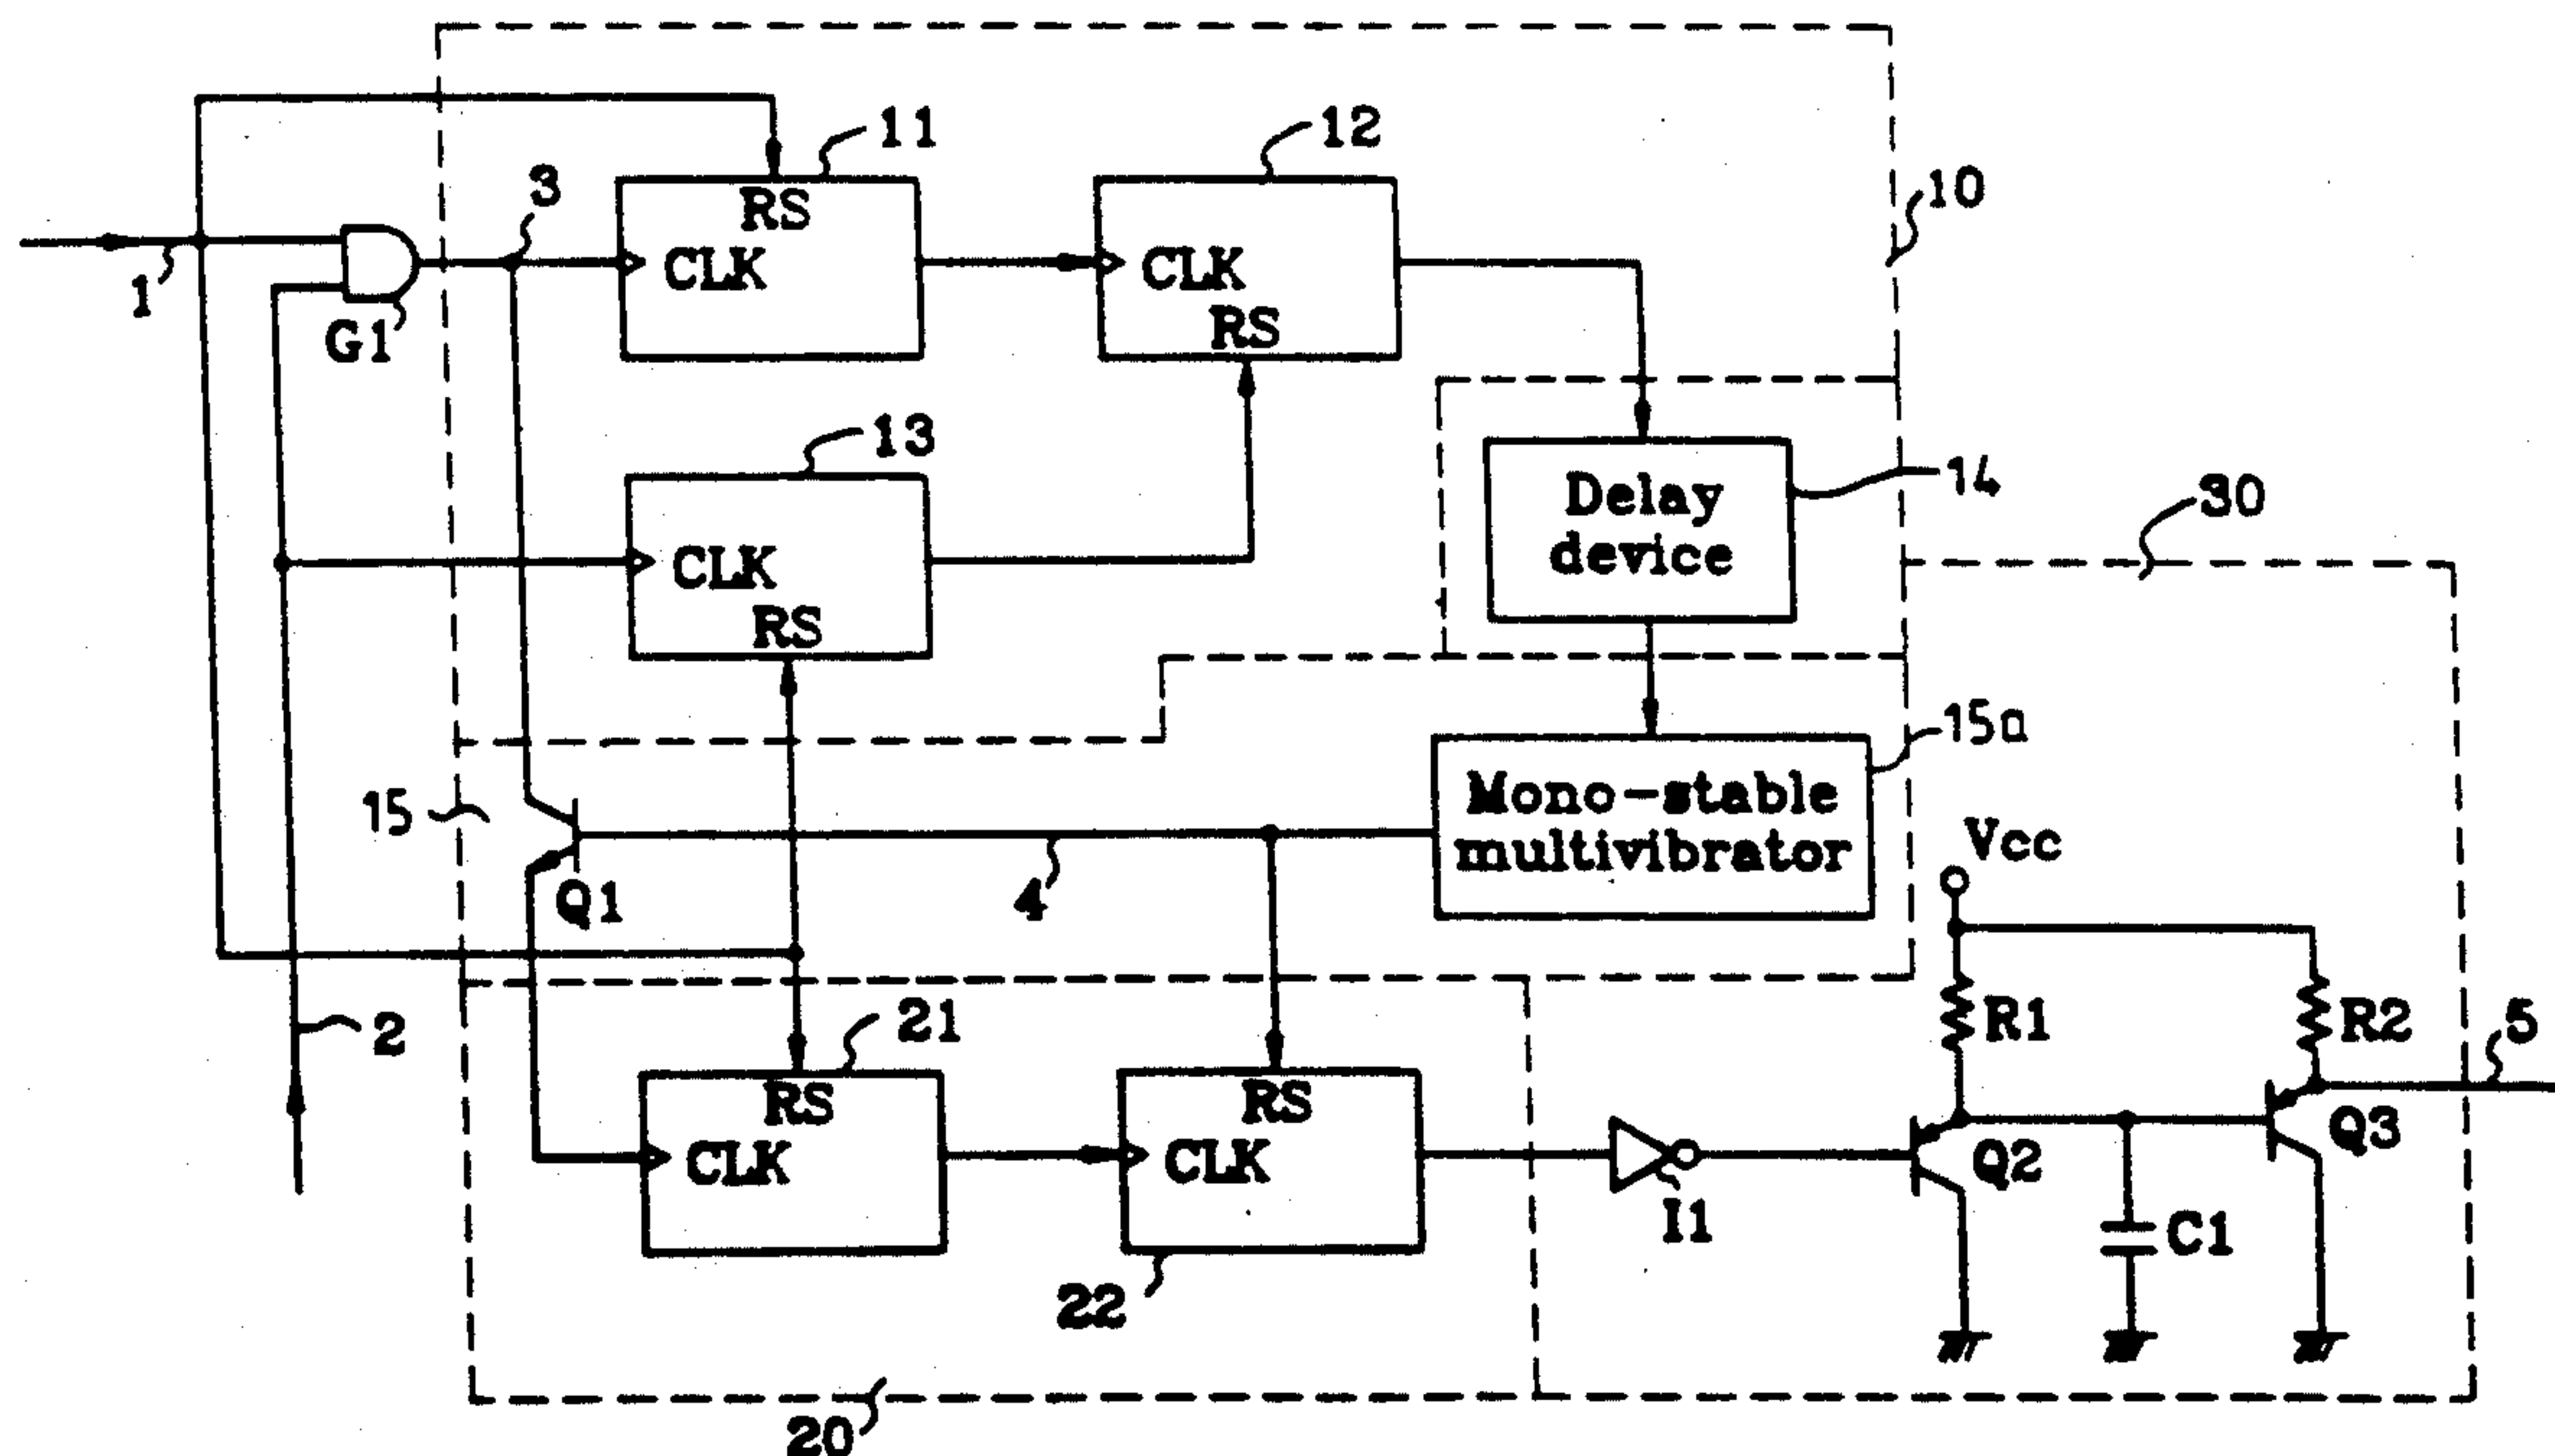 11
12
RS
3
10
CLK
CLK
1
RS
G1
13
14
Delay
device
30
CLK
RS
15a
Mono-stable
multivibrator
15
Vcc
Q1
4
21
R1
R2
5
2
RS
RS
CLK
CLK
Q2
Q3
I1
C1
22
20